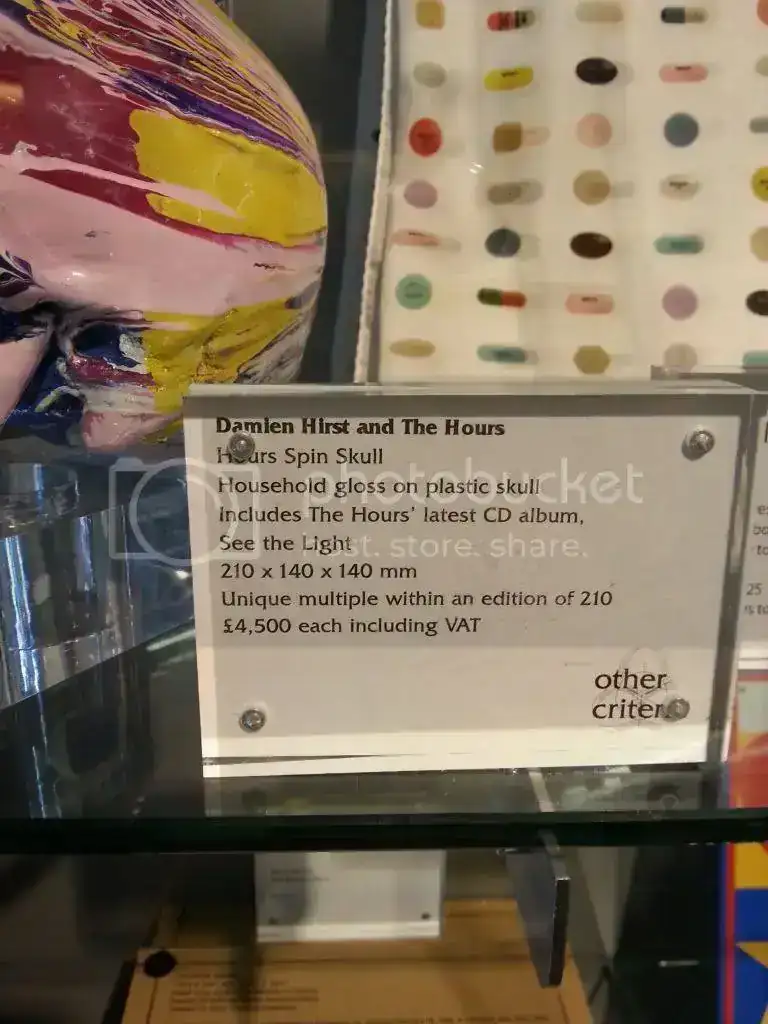 Damien Hirst and The Hours
Hours Spin Skull
Household gloss on plastic skull
Includes The Hours' latest CD album,
See the Light
210 x 140 x 140 mm
Unique multiple within an edition of 210
£4,500 each including VAT
other
photobucket
host. store. share.
25